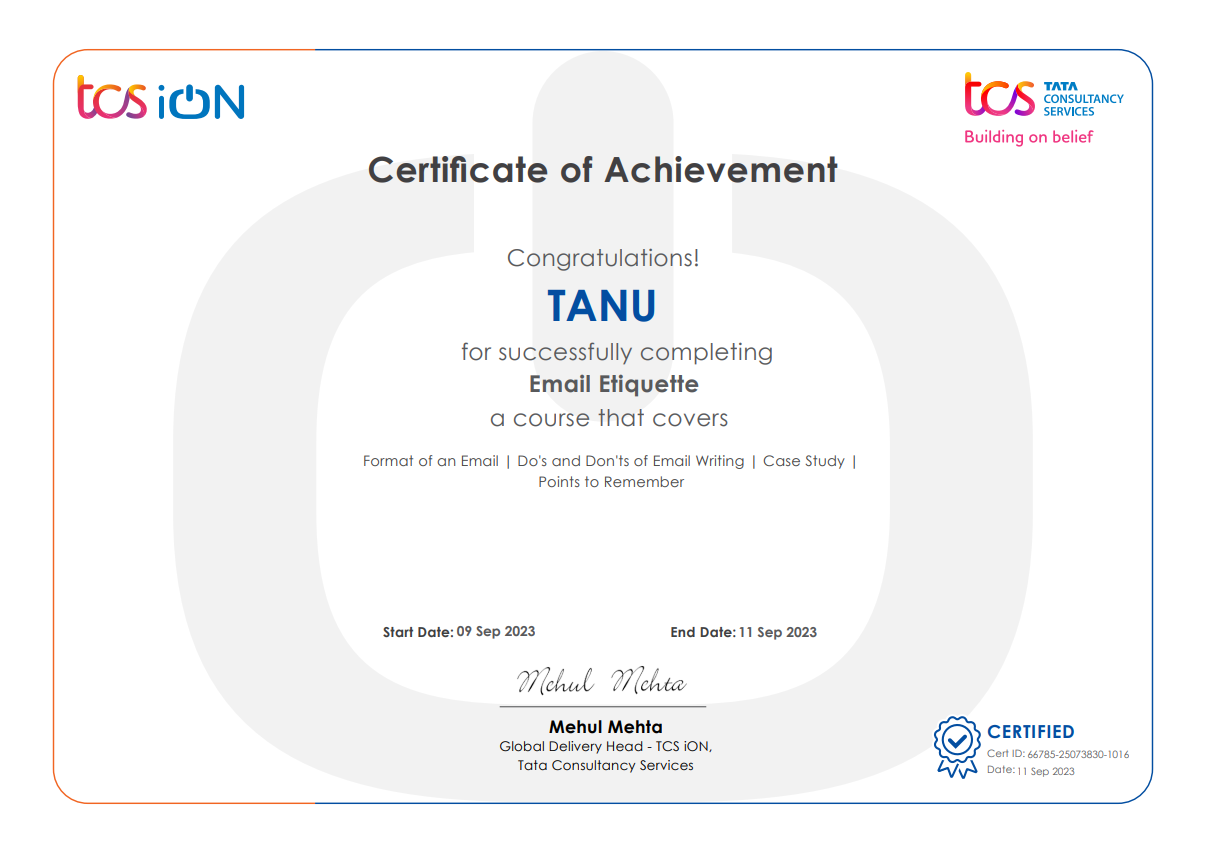 tcs iON
tcs TATA
CONSULTANCY
SERVICES
Building on belief
Certificate of Achievement
Congratulations!
TANU
for successfully completing
Email Etiquette
a course that covers
Format of an Email | Do's and Don'ts of Email Writing | Case Study |
Points to Remember
Start Date: 09 Sep 2023 End Date: 11 Sep 2023
Mehul Mehta
Mehul Mehta
Global Delivery Head - TCS iON,
Tata Consultancy Services
CERTIFIED
Cert ID: 66785-25073830-1016
Date: 11 Sep 2023